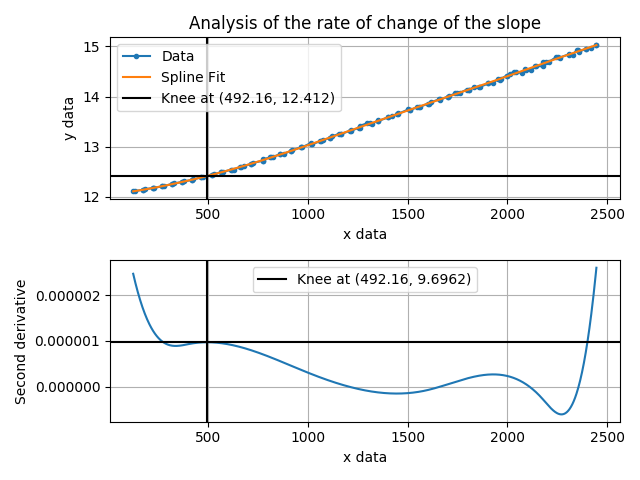 Analysis of the rate of change of the slope
Data
Spline Fit
Knee at (492.16, 12.412)
15
14
13
12
y data
500
1000
1500
2000
2500
x data
Knee at (492.16, 9.6962)
0.000002
0.000001
0.000000
Second derivative
500
1000
1500
2000
2500
x data